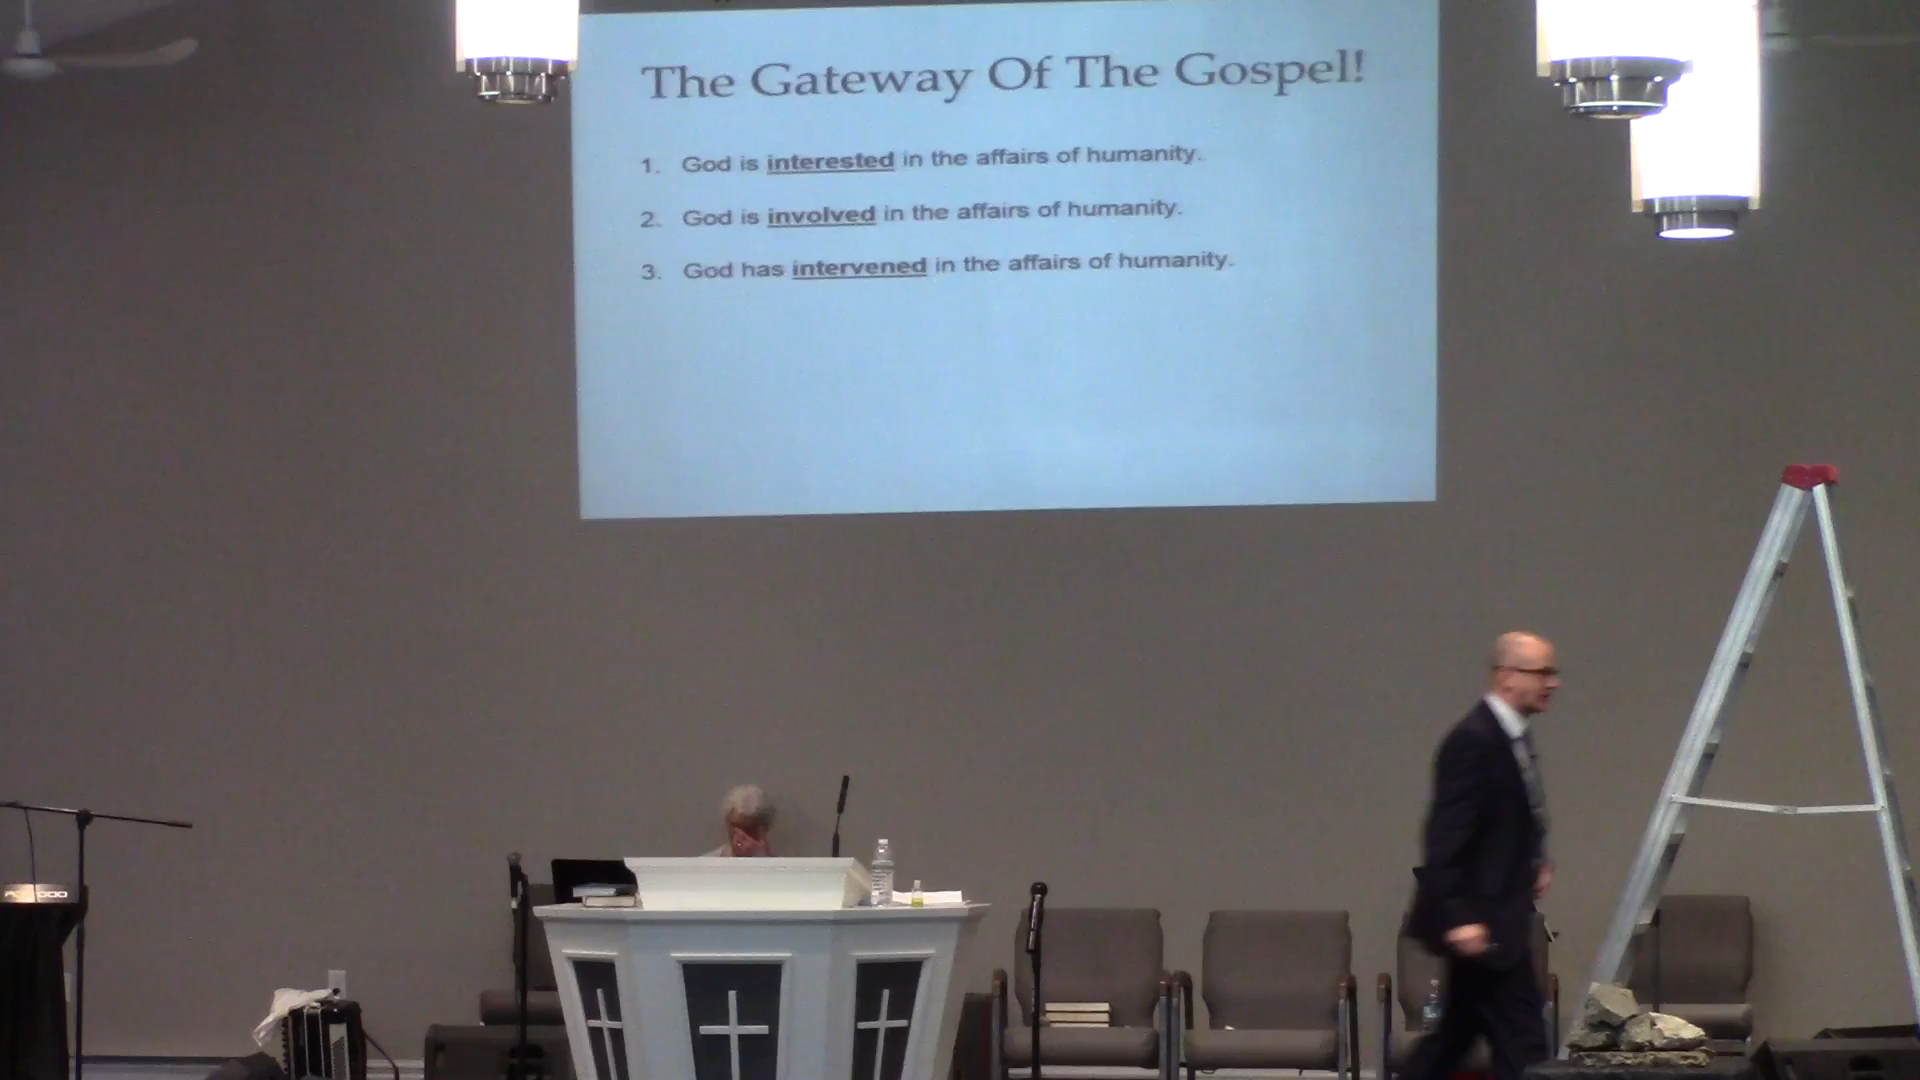 The Gateway Of The Gospel!
1. God is interested in the affairs of humanity.
2. God is involved in the affairs of humanity.
3. God has intervened in the affairs of humanity.